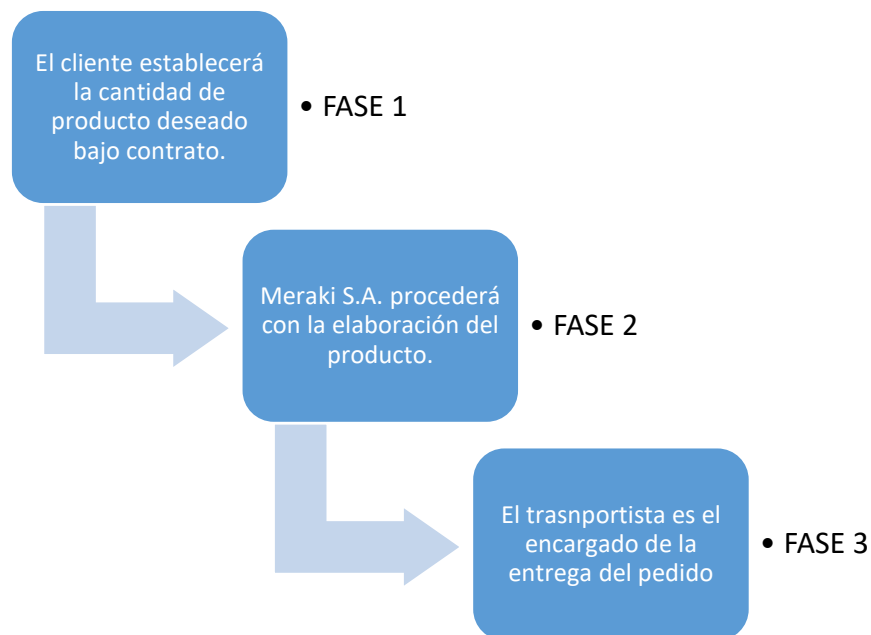 El cliente establecerá
la cantidad de
producto deseado
bajo contrato.
• FASE 1
Meraki S.A. procederá
con la elaboración del
producto.
• FASE 2
El trasnportista es el
encargado de la
entrega del pedido
• FASE 3